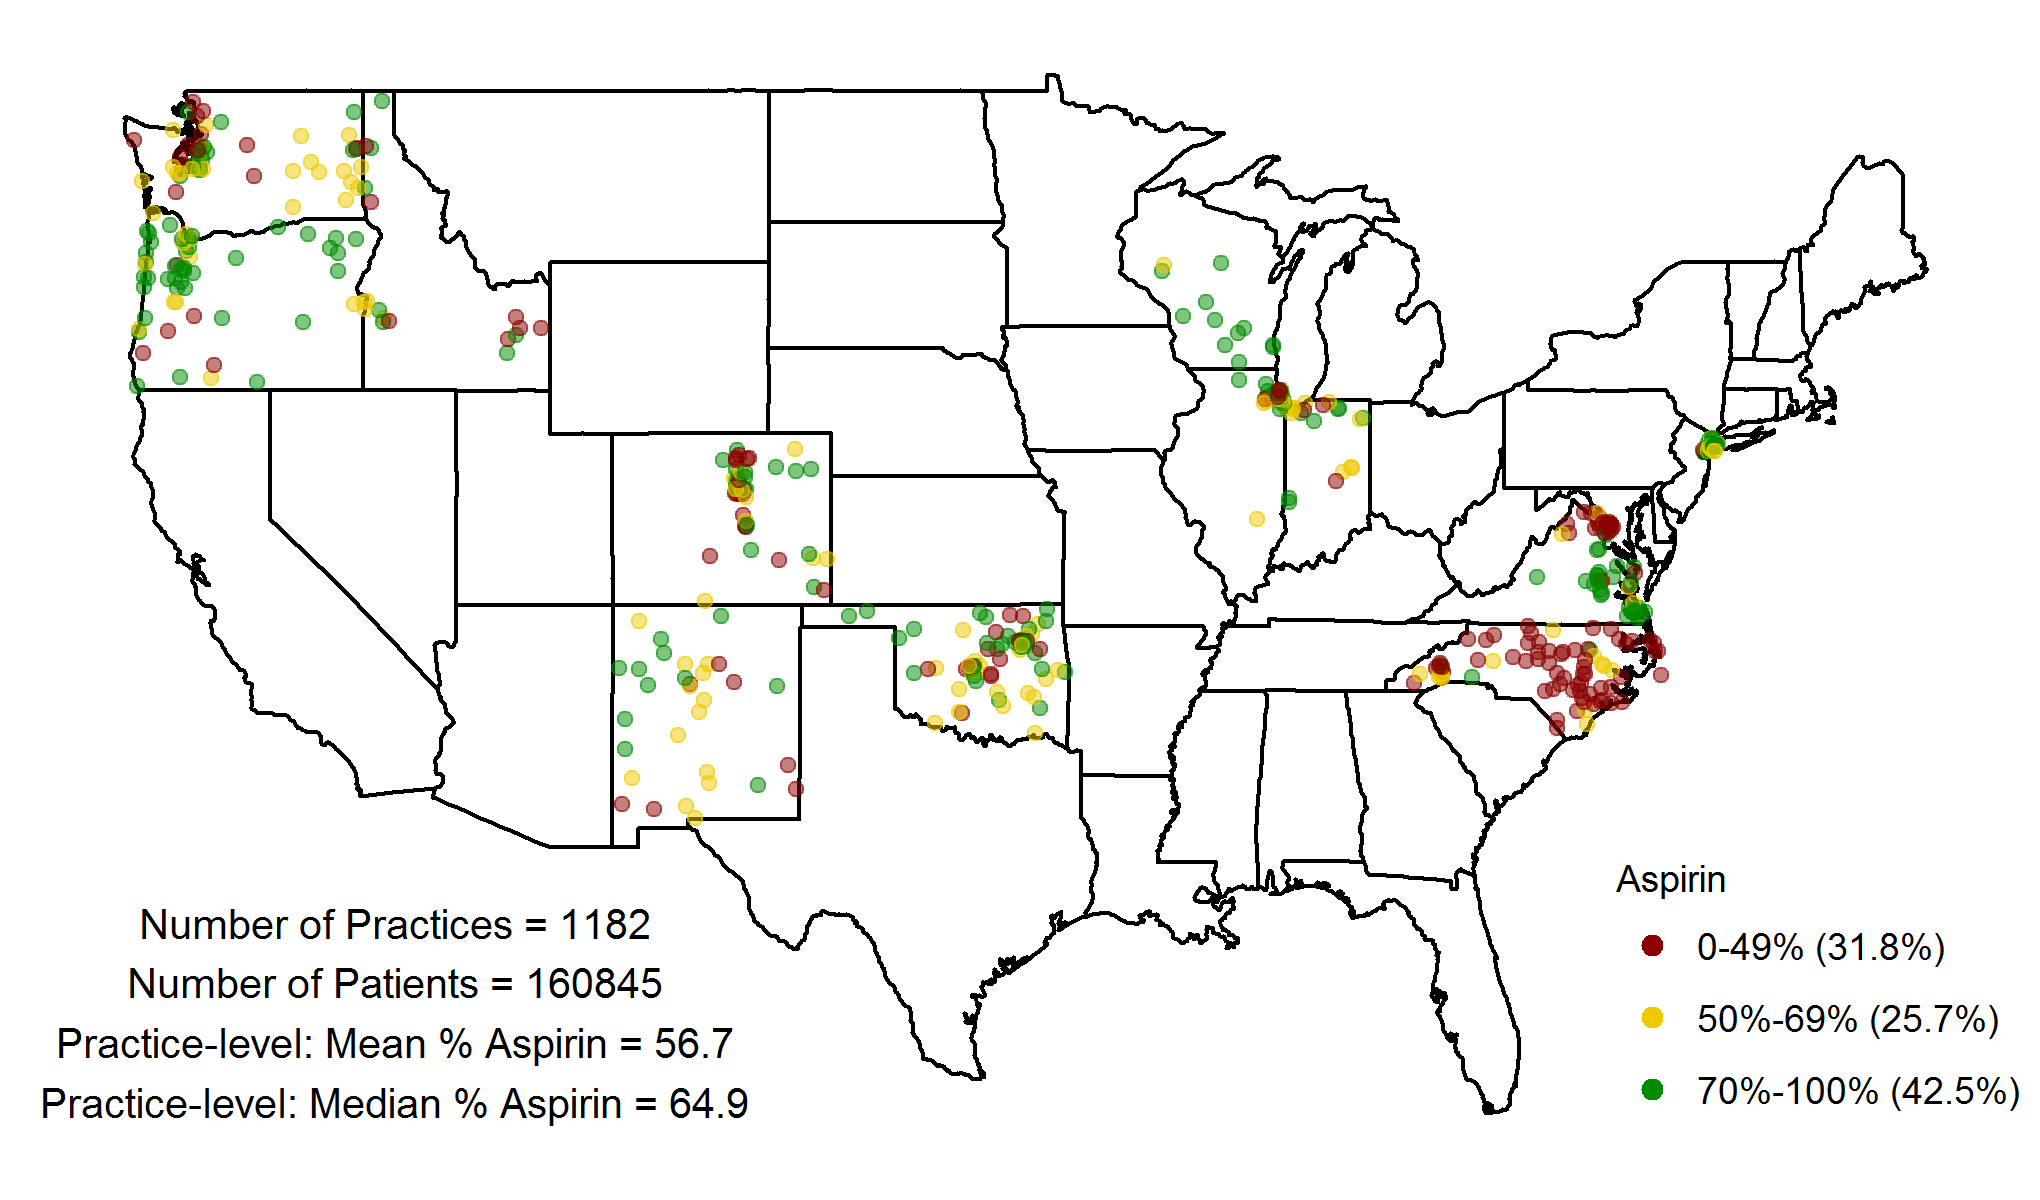 Number of Practices = 1182
Number of Patients = 160845
Practice-level: Mean % Aspirin = 56.7
Practice-level: Median % Aspirin = 64.9
Aspirin
0-49% (31.8%)
50%-69% (25.7%)
70%-100% (42.5%)